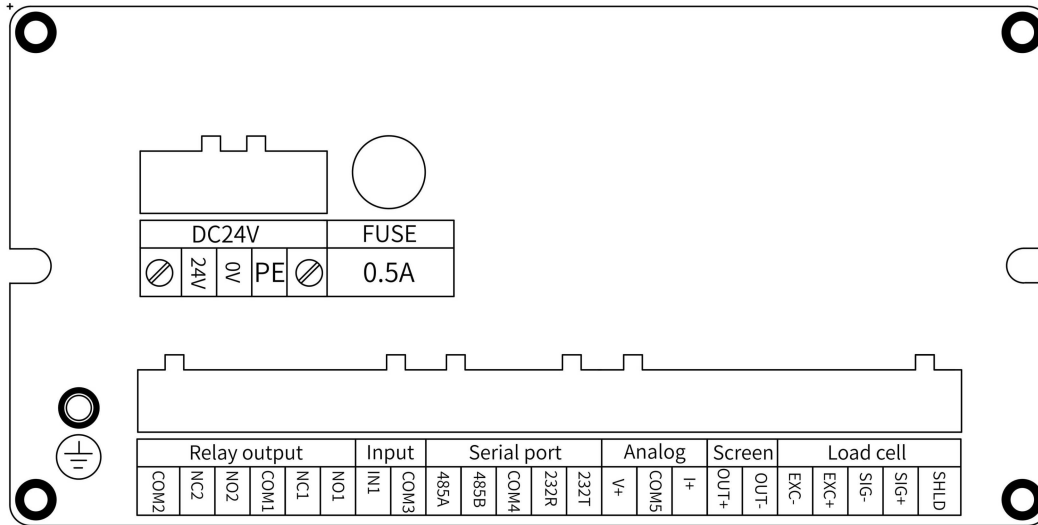 DC24V FUSE
24V 0V PE 0.5A
Relay output Input Serial port Analog Screen Load cell
COM2 NC2 NO2 COM1 NC1 NO1 IN1 COM3 485A 485B COM4 232R 232T V+ COM5 I+ OUT+ OUT- EXC- EXC+ SIG- SIG+ SHLD